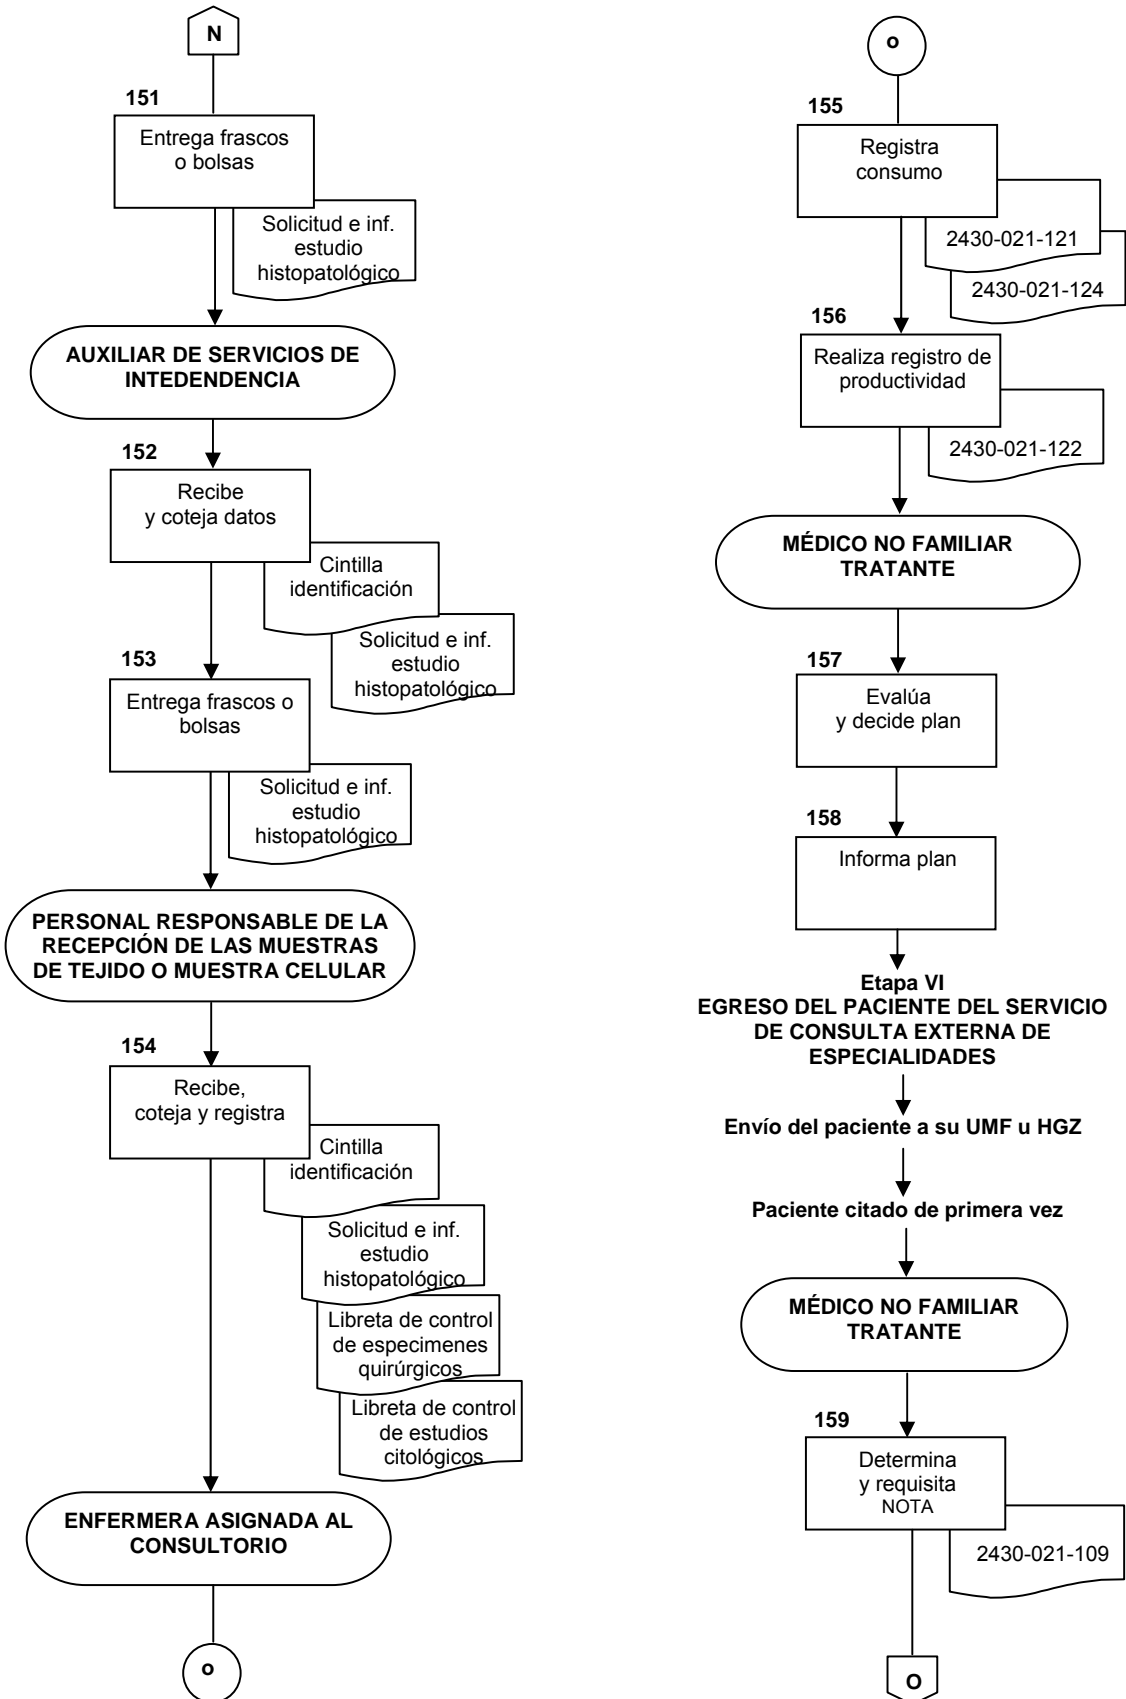 N
151
Entrega frascos
o bolsas
Solicitud e inf.
estudio
histopatológico
AUXILIAR DE SERVICIOS DE
INTEDENDENCIA
152
Recibe
y coteja datos
Cintilla
identificación
Solicitud e inf.
estudio
histopatológico
153
Entrega frascos o
bolsas
Solicitud e inf.
estudio
histopatológico
PERSONAL RESPONSABLE DE LA
RECEPCIÓN DE LAS MUESTRAS
DE TEJIDO O MUESTRA CELULAR
154
Recibe,
coteja y registra
Cintilla
identificación
Solicitud e inf.
estudio
histopatológico
Libreta de control
de especimenes
quirúrgicos
Libreta de control
de estudios
citológicos
ENFERMERA ASIGNADA AL
CONSULTORIO
o
o
155
Registra
consumo
2430-021-121
2430-021-124
156
Realiza registro de
productividad
2430-021-122
MÉDICO NO FAMILIAR
TRATANTE
157
Evalúa
y decide plan
158
Informa plan
Etapa VI
EGRESO DEL PACIENTE DEL SERVICIO
DE CONSULTA EXTERNA DE
ESPECIALIDADES
Envío del paciente a su UMF u HGZ
Paciente citado de primera vez
MÉDICO NO FAMILIAR
TRATANTE
159
Determina
y requisita
NOTA
2430-021-109
O